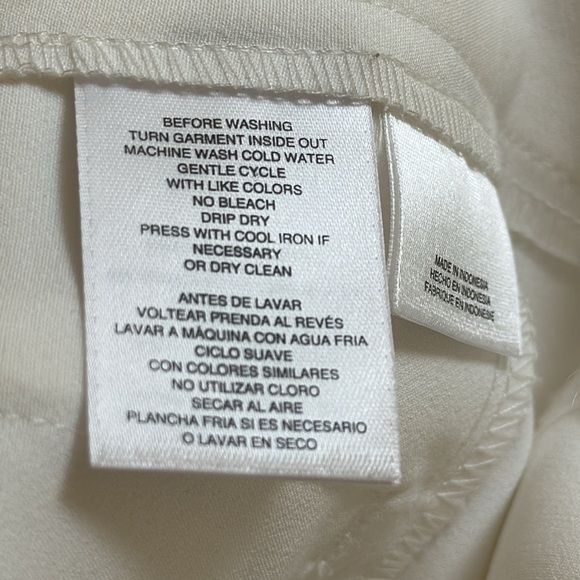 BEFORE WASHING
TURN GARMENT INSIDE OUT
MACHINE WASH COLD WATER
GENTLE CYCLE
WITH LIKE COLORS
NO BLEACH
DRIP DRY
PRESS WITH COOL IRON IF
NECESSARY
OR DRY CLEAN
ANTES DE LAVAR
VOLTEAR PRENDA AL REVÉS
LAVAR A MÁQUINA CON AGUA FRIA
CICLO SUAVE
CON COLORES SIMILARES
NO UTILIZAR CLORO
SECAR AL AIRE
PLANCHA FRIA SI ES NECESARIO
O LAVAR EN SECO
MADE IN INDONESIA
HECHO EN INDONESIA
FABRIQUE EN INDONESIE